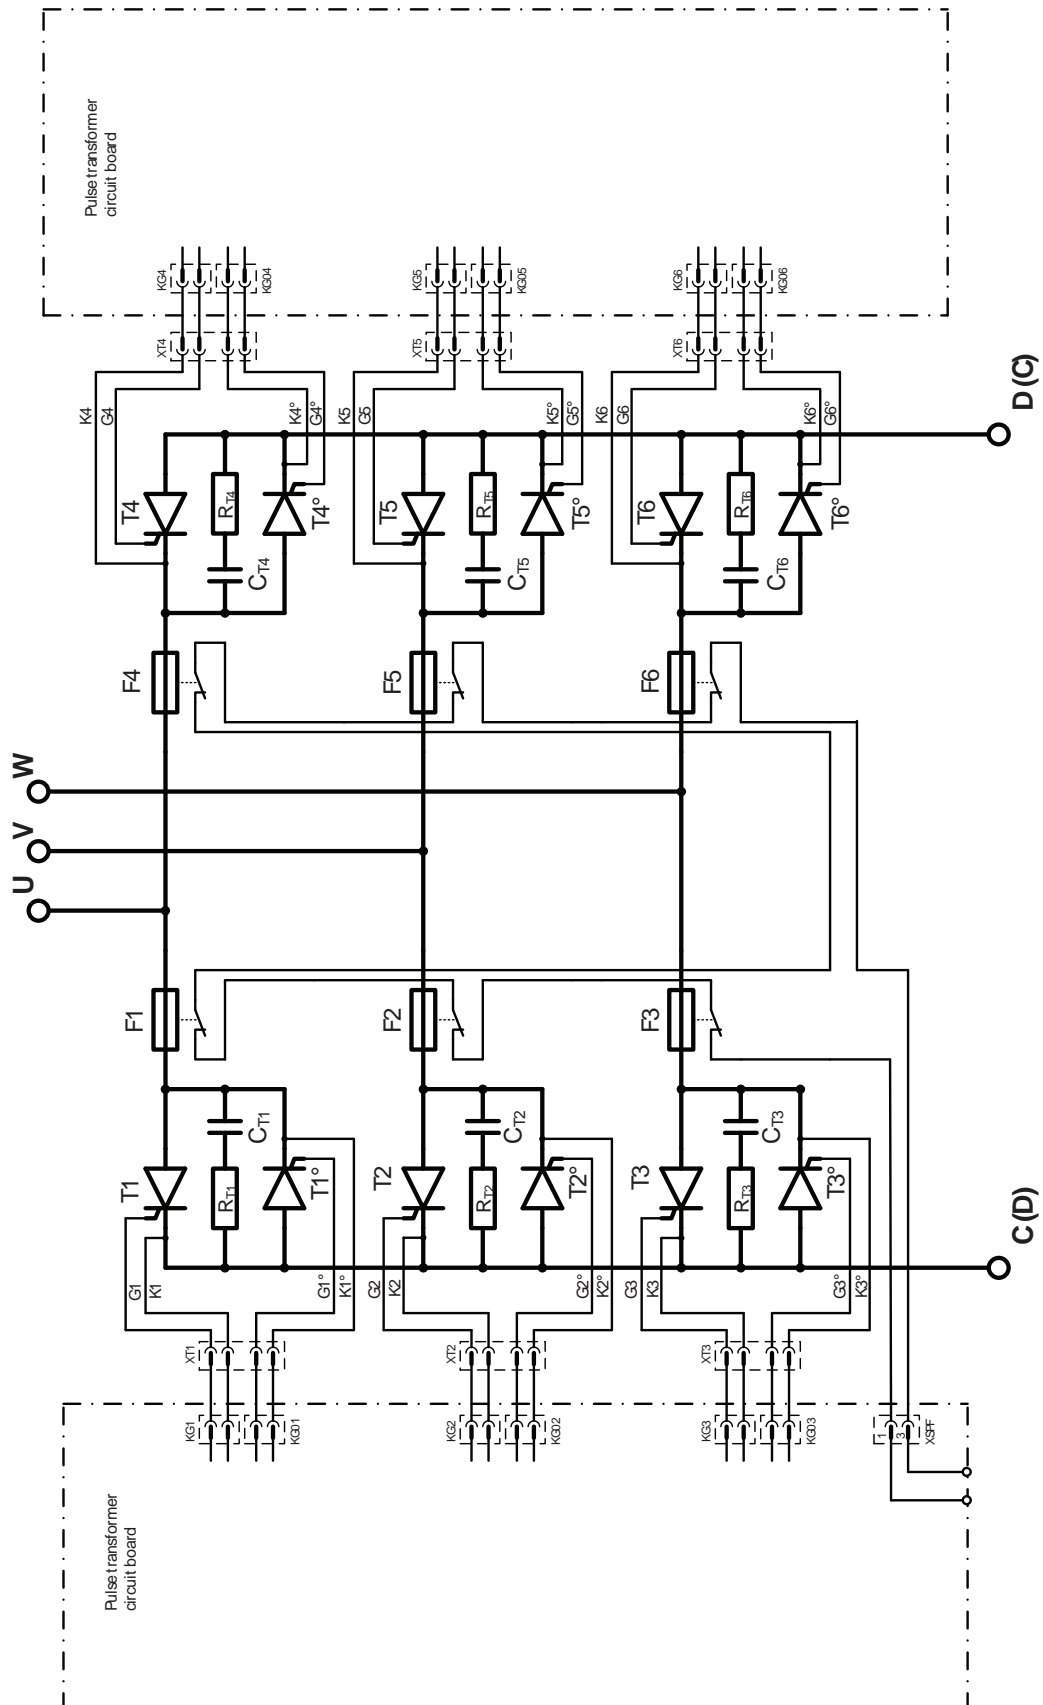 Pulse transformer
circuit board
KG4
KG04
KG5
KG05
KG6
KG06
XT4
XT5
XT6
K4
G4
K4°
G4°
K5
G5
K5°
G5°
K6
G6
K6°
G6°
D (C)
T4
RT4
T4°
CT4
T5
RT5
T5°
CT5
T6
RT6
T6°
CT6
F4
F5
F6
W
V
U
F1
F2
F3
T1
RT1
T1°
CT1
T2
RT2
T2°
CT2
T3
RT3
T3°
CT3
C (D)
G1
K1
G1°
K1°
G2
K2
G2°
K2°
G3
K3
G3°
K3°
XT1
XT2
XT3
KG1
KG01
KG2
KG02
KG3
KG03
1
3
XSPF
Pulse transformer
circuit board